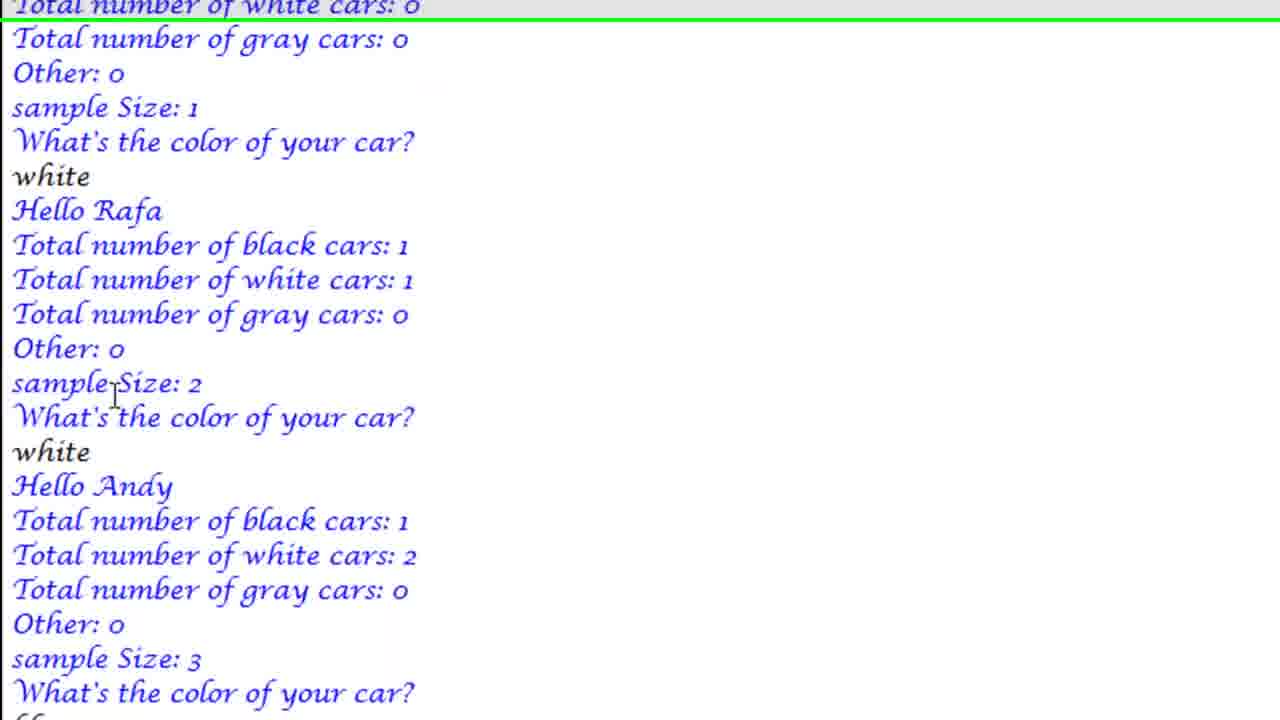 Total number of white cars: 0
Total number of gray cars: 0
Other: 0
sample Size: 1
What's the color of your car?
white
Hello Rafa
Total number of black cars: 1
Total number of white cars: 1
Total number of gray cars: 0
Other: 0
sample Size: 2
What's the color of your car?
white
Hello Andy
Total number of black cars: 1
Total number of white cars: 2
Total number of gray cars: 0
Other: 0
sample Size: 3
What's the color of your car?